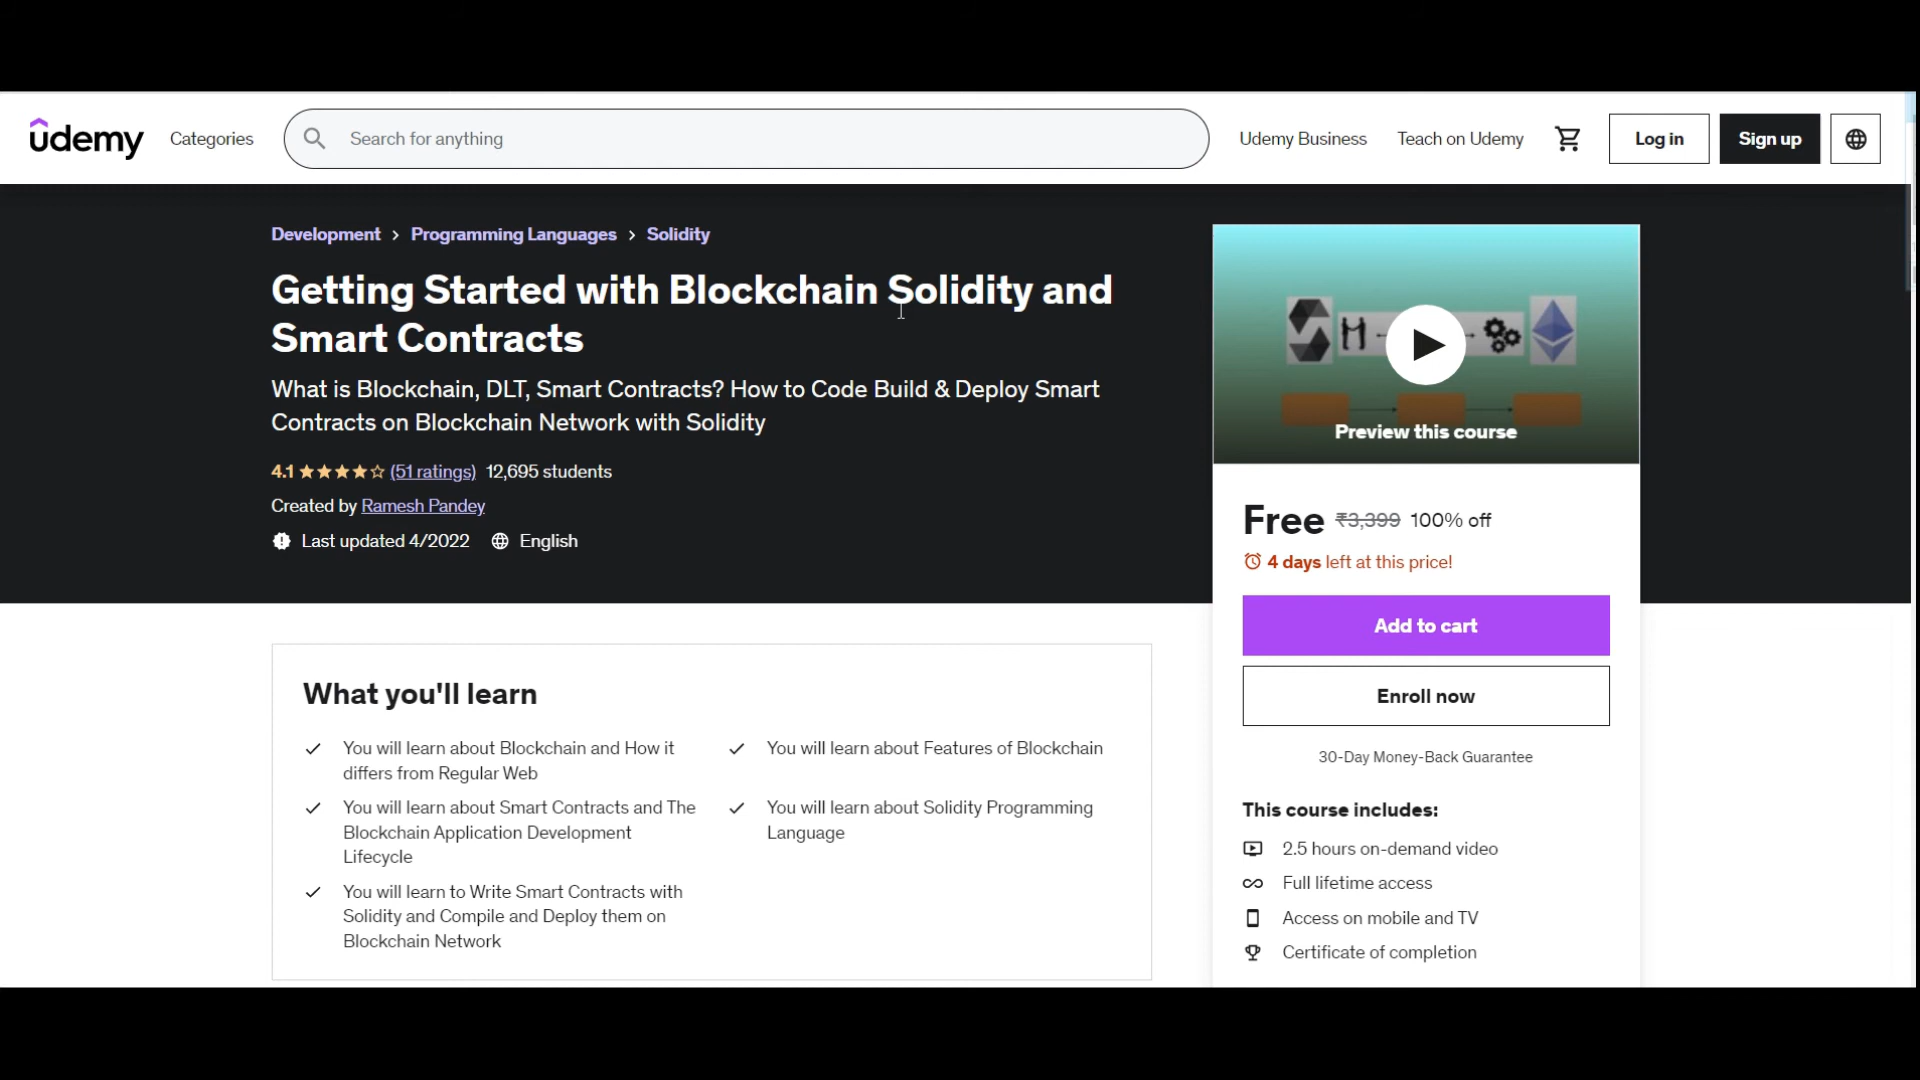 udemy
Categories
Search for anything
Udemy Business
Teach on Udemy
Log in
Sign up
Development > Programming Languages > Solidity
Getting Started with Blockchain Solidity and
Smart Contracts
What is Blockchain, DLT, Smart Contracts? How to Code Build & Deploy Smart
Contracts on Blockchain Network with Solidity
4.1 (51 ratings) 12,695 students
Created by Ramesh Pandey
Last updated 4/2022 English
Preview this course
Free ₹3,399 100% off
4 days left at this price!
Add to cart
Enroll now
30-Day Money-Back Guarantee
This course includes:
2.5 hours on-demand video
Full lifetime access
Access on mobile and TV
Certificate of completion
What you'll learn
You will learn about Blockchain and How it
differs from Regular Web
You will learn about Features of Blockchain
You will learn about Smart Contracts and The
Blockchain Application Development
Lifecycle
You will learn about Solidity Programming
Language
You will learn to Write Smart Contracts with
Solidity and Compile and Deploy them on
Blockchain Network